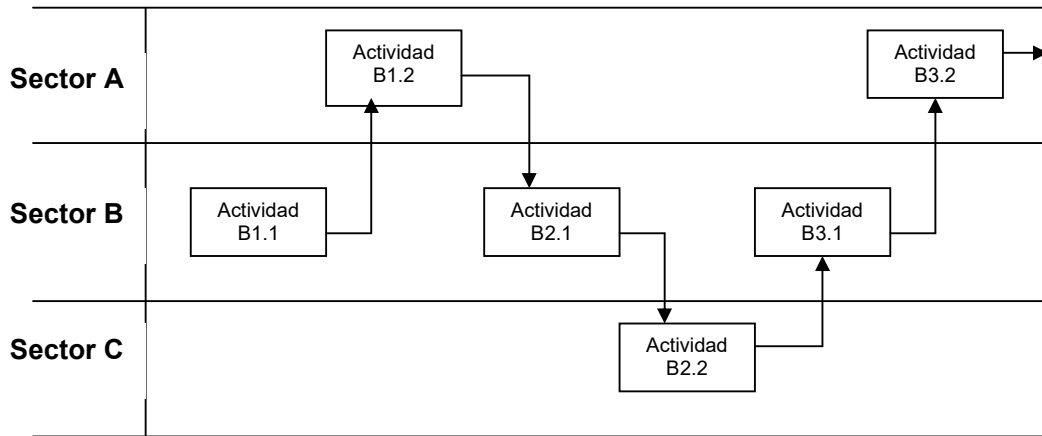 Sector A
Actividad
B1.2
Actividad
B3.2
Sector B
Actividad
B1.1
Actividad
B2.1
Actividad
B3.1
Sector C
Actividad
B2.2